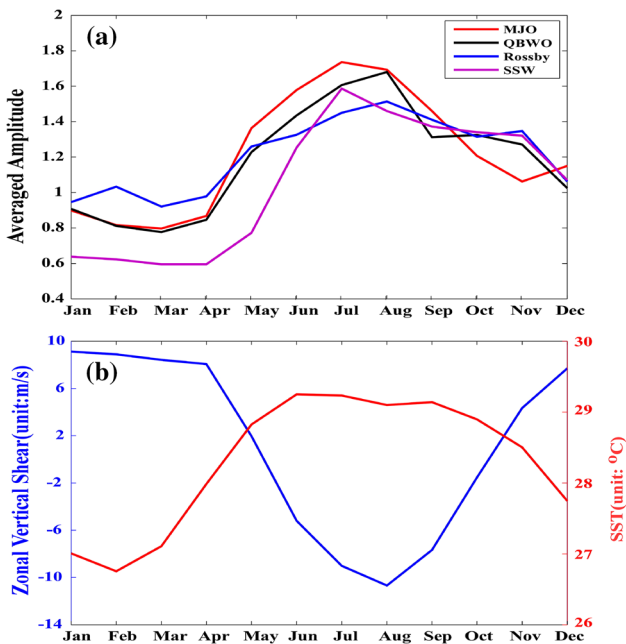 (a)
MJO
QBWO
Rossby
SSW
Averaged Amplitude
2
1.8
1.6
1.4
1.2
1
0.8
0.6
0.4
Jan Feb Mar Apr May Jun Jul Aug Sep Oct Nov Dec
(b)
Zonal Vertical Shear(unit:m/s)
10
6
2
-2
-6
-10
-14
30
29
28
27
26
SST(unit: °C)
Jan Feb Mar Apr May Jun Jul Aug Sep Oct Nov Dec